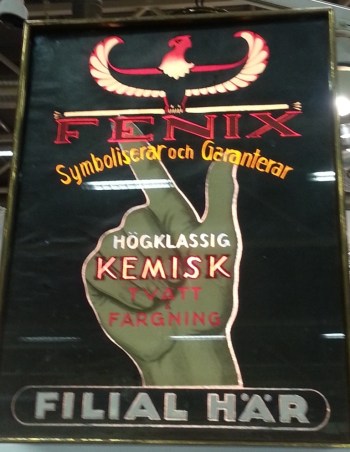 FENIX
Symboliserar och Garanterar
HÖGKLASSIG
KEMISK
TVÄTT
FÄRGNING
FILIAL HÄR